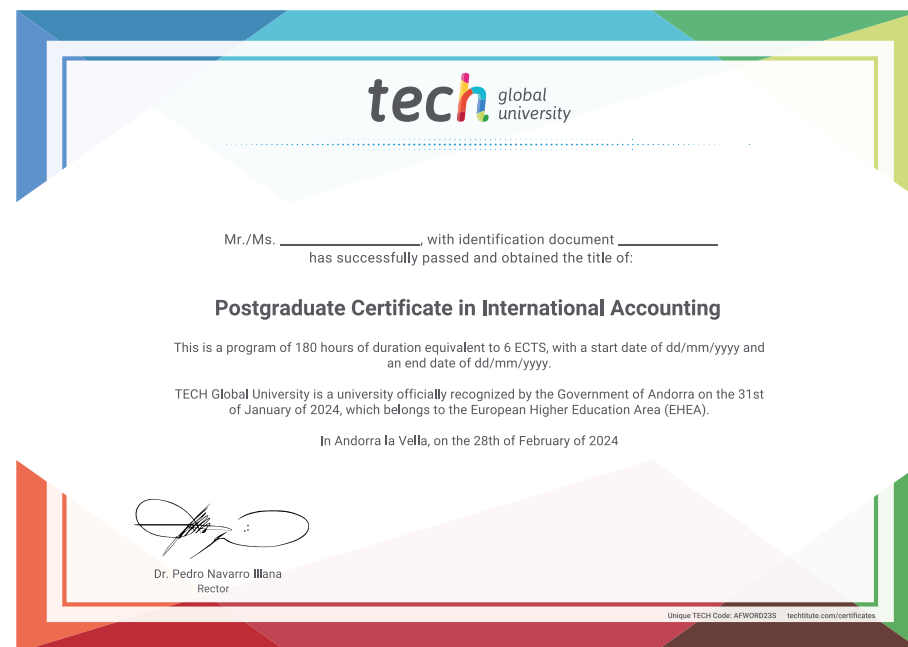 tech global university
Mr./Ms. ____________, with identification document ____________
has successfully passed and obtained the title of:
Postgraduate Certificate in International Accounting
This is a program of 180 hours of duration equivalent to 6 ECTS, with a start date of dd/mm/yyyy and
an end date of dd/mm/yyyy.
TECH Global University is a university officially recognized by the Government of Andorra on the 31st
of January of 2024, which belongs to the European Higher Education Area (EHEA).
In Andorra la Vella, on the 28th of February of 2024
Dr. Pedro Navarro Illana
Rector
Unique TECH Code: AFWORD23S techtitute.com/certificates